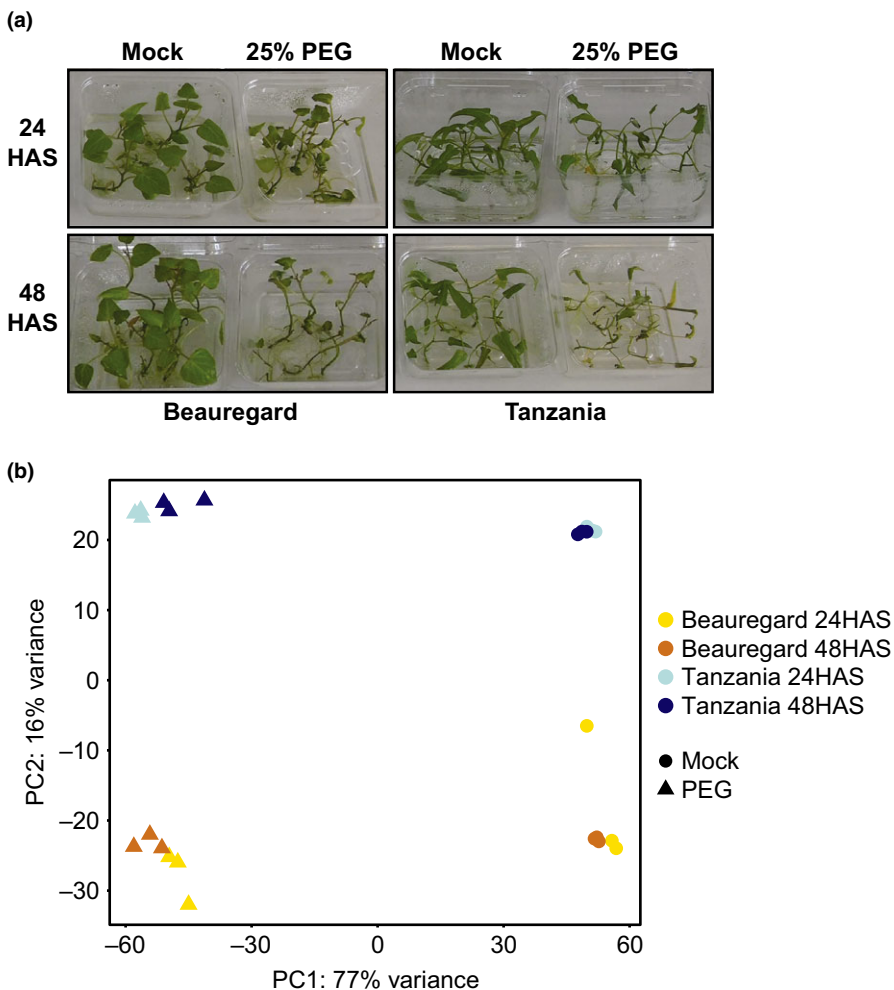 (a)
Mock 25% PEG Mock 25% PEG
24
HAS
48
HAS
Beauregard Tanzania
(b)
20
10
0
–10
–20
–30
PC2: 16% variance
–60 –30 0 30 60
PC1: 77% variance
Beauregard 24HAS
Beauregard 48HAS
Tanzania 24HAS
Tanzania 48HAS
Mock
PEG